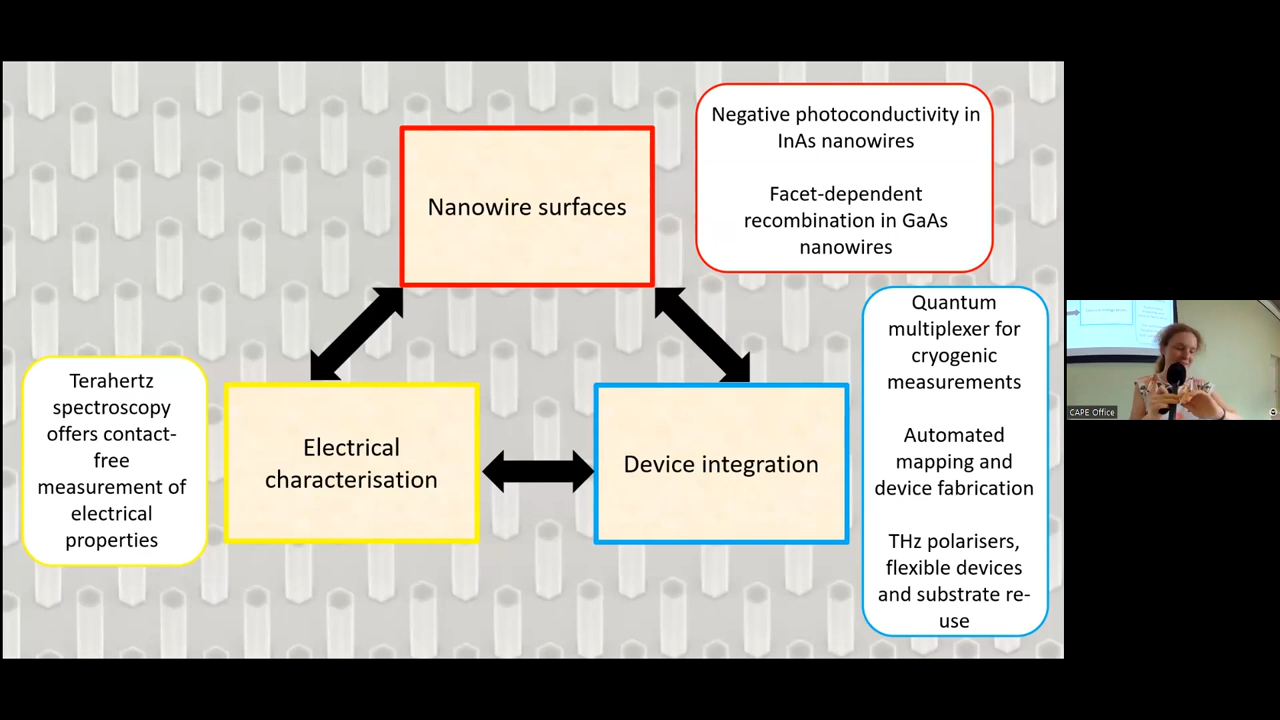 Nanowire surfaces
Negative photoconductivity in
InAs nanowires
Facet-dependent
recombination in GaAs
nanowires
Terahertz
spectroscopy
offers contact-
free
measurement of
electrical
properties
Electrical
characterisation
Device integration
Quantum
multiplexer for
cryogenic
measurements
Automated
mapping and
device fabrication
THz polarisers,
flexible devices
and substrate re-
use
CAPE Office